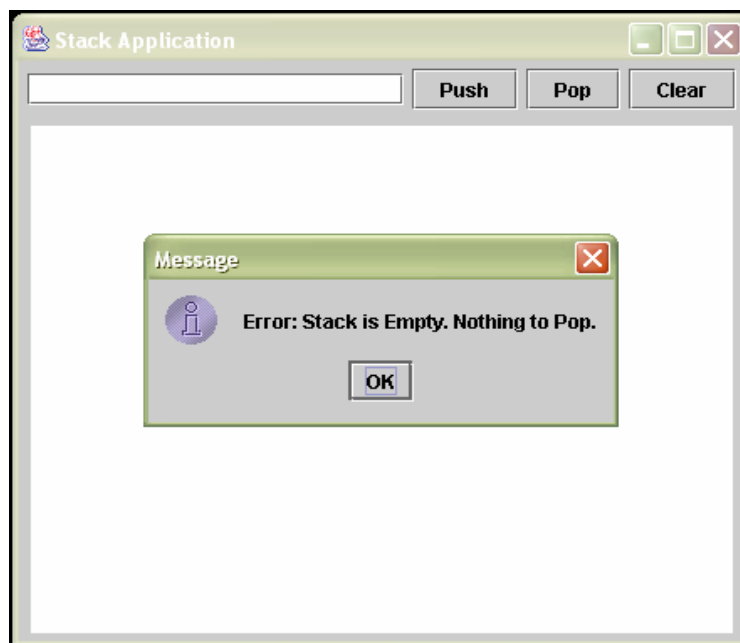 Stack Application
Push Pop Clear
Message
Error: Stack is Empty. Nothing to Pop.
OK